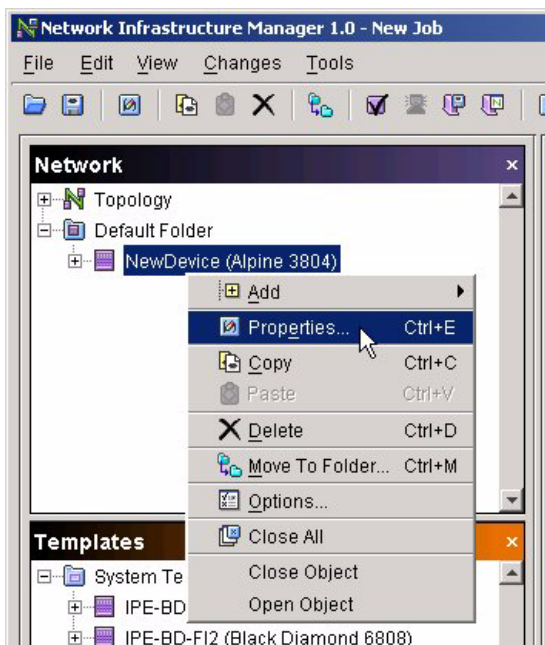 Network Infrastructure Manager 1.0 - New Job
File Edit View Changes Tools
Network
Topology
Default Folder
NewDevice (Alpine 3804)
Add
Properties... Ctrl+E
Copy Ctrl+C
Paste Ctrl+V
Delete Ctrl+D
Move To Folder... Ctrl+M
Options...
Close All
Close Object
Open Object
Templates
System Te
IPE-BD
IPE-BD-FI2 (Black Diamond 6808)